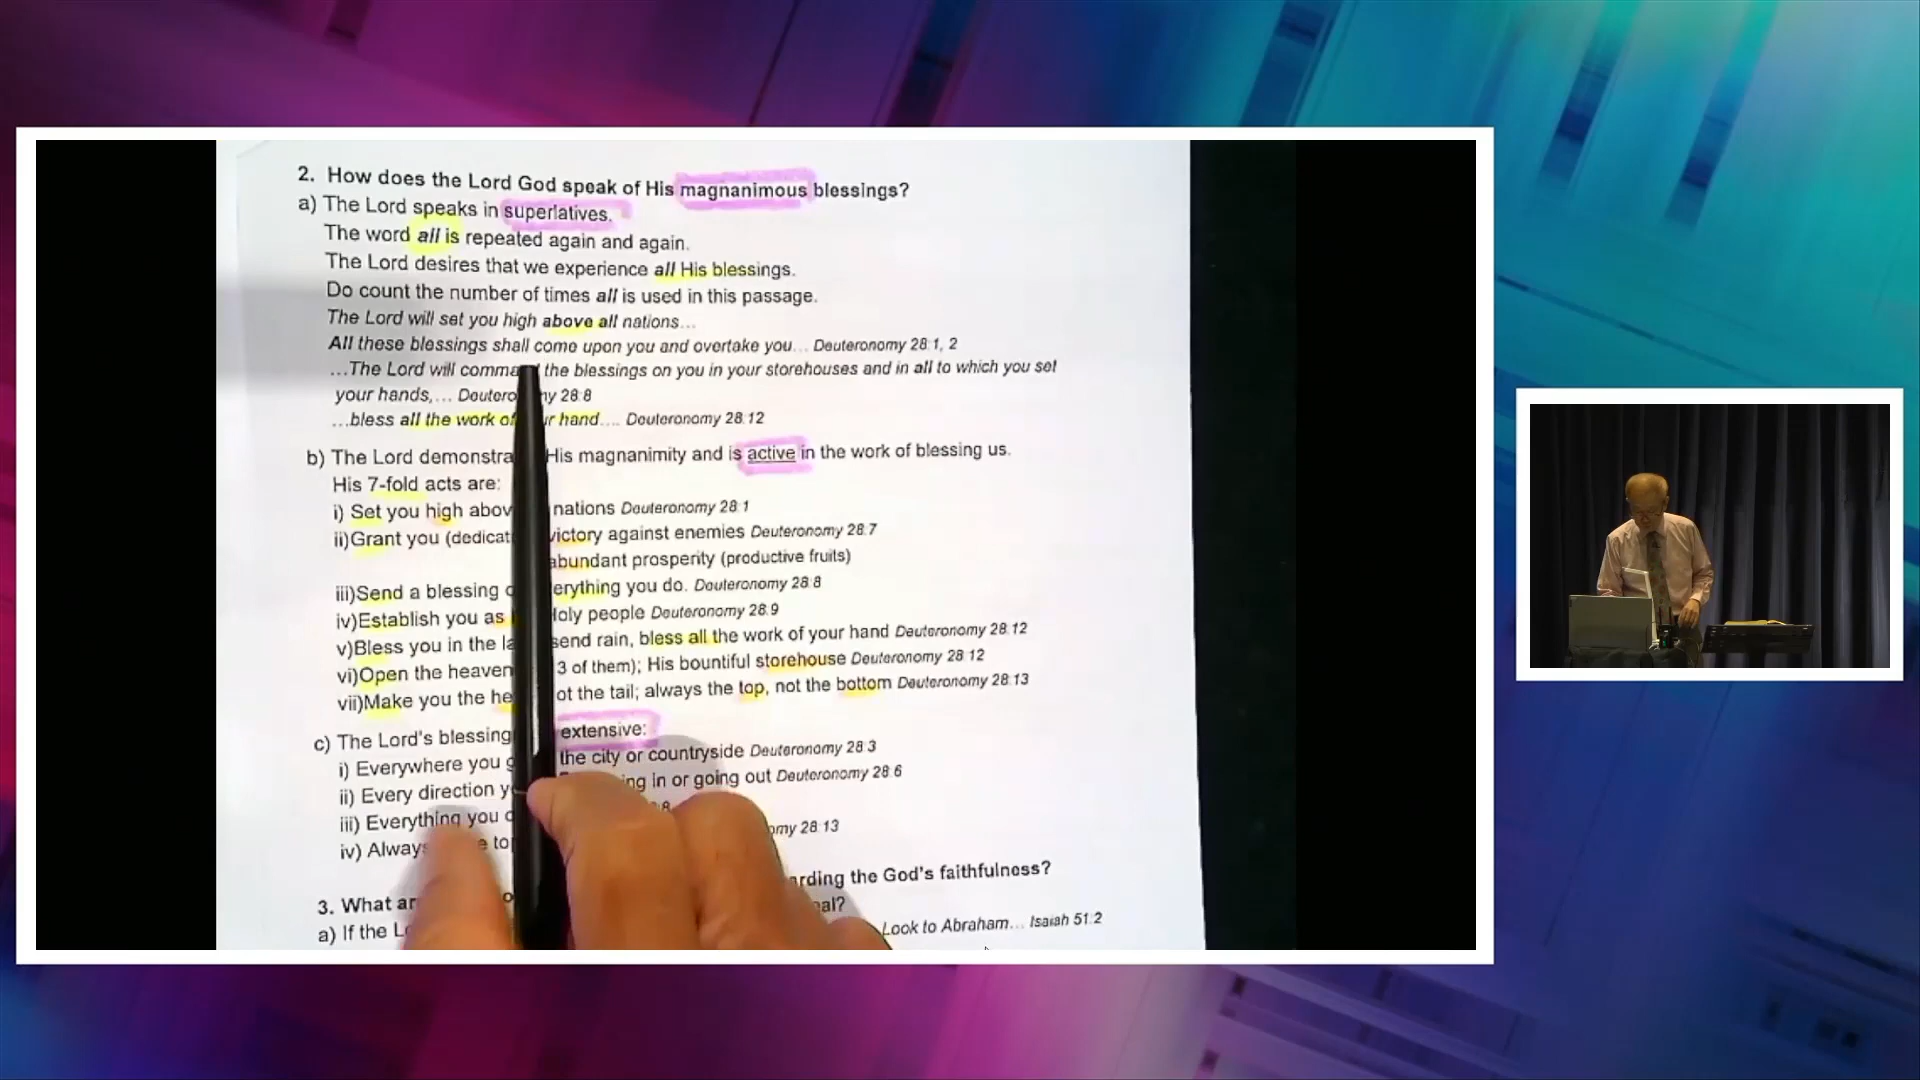 2. How does the Lord God speak of His magnanimous blessings?
a) The Lord speaks in superlatives.
The word all is repeated again and again.
The Lord desires that we experience all His blessings.
Do count the number of times all is used in this passage.
The Lord will set you high above all nations...
All these blessings shall come upon you and overtake you... Deuteronomy 28:1, 2
...The Lord will comma the blessings on you in your storehouses and in all to which you set
your hands,... Deutero y 28:8
...bless all the work of r hand.... Deuteronomy 28:12
b) The Lord demonstra His magnanimity and is active in the work of blessing us.
His 7-fold acts are:
i) Set you high abov nations Deuteronomy 28:1
ii)Grant you (dedicat victory against enemies Deuteronomy 28:7
abundant prosperity (productive fruits)
iii)Send a blessing o erything you do. Deuteronomy 28:8
iv)Establish you as oly people Deuteronomy 28:9
v)Bless you in the la send rain, bless all the work of your hand Deuteronomy 28:12
vi)Open the heaven 3 of them); His bountiful storehouse Deuteronomy 28:12
vii)Make you the he ot the tail; always the top, not the bottom Deuteronomy 28:13
c) The Lord's blessing extensive:
i) Everywhere you g the city or countryside Deuteronomy 28:3
ii) Every direction y ng in or going out Deuteronomy 28:6
iii) Everything you :8
iv) Always e to omy 28:13
3. What ar o rding the God's faithfulness?
al?
a) If the L Look to Abraham... Isaiah 51:2